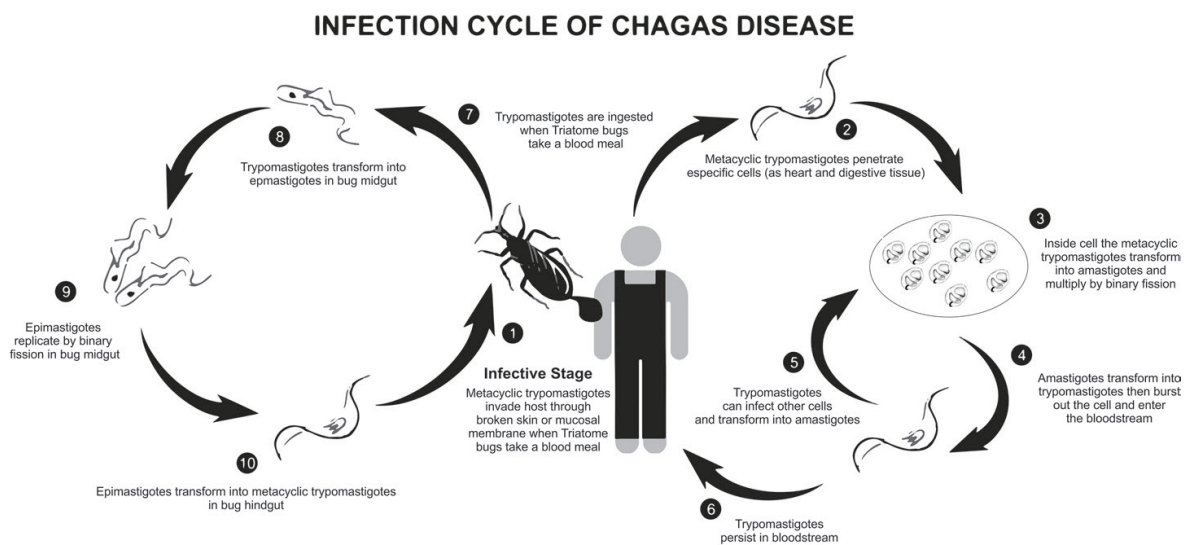 INFECTION CYCLE OF CHAGAS DISEASE
1
Infective Stage
Metacyclic trypomastigotes
invade host through
broken skin or mucosal
membrane when Triatome
bugs take a blood meal
2
Metacyclic trypomastigotes penetrate
especific cells (as heart and digestive tissue)
3
Inside cell the metacyclic
trypomastigotes transform
into amastigotes and
multiply by binary fission
4
Amastigotes transform into
trypomastigotes then burst
out the cell and enter
the bloodstream
5
Trypomastigotes
can infect other cells
and transform into amastigotes
6
Trypomastigotes
persist in bloodstream
7
Trypomastigotes are ingested
when Triatome bugs
take a blood meal
8
Trypomastigotes transform into
epmastigotes in bug midgut
9
Epimastigotes
replicate by binary
fission in bug midgut
10
Epimastigotes transform into metacyclic trypomastigotes
in bug hindgut